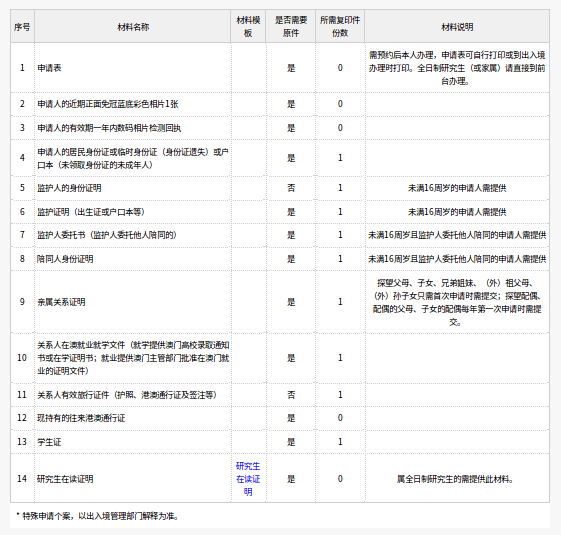 序号 材料名称 材料模板 是否需要原件 所需复印件份数 材料说明
需预约后本人办理，申请表可自行打印或到出入境
1 申请表 是 0 办理时打印。全日制研究生（或家属）请直接到前
台办理。
2 申请人的近期正面免冠蓝底彩色相片1张 是 0
3 申请人的有效期一年内数码相片检测回执 是 0
4 申请人的居民身份证或临时身份证（身份证遗失）或户 是 1
口本（未领取身份证的未成年人）
5 监护人的身份证明 否 1 未满16周岁的申请人需提供
6 监护证明（出生证或户口本等） 是 1 未满16周岁的申请人需提供
7 监护人委托书（监护人委托他人陪同的） 是 1 未满16周岁且监护人委托他人陪同的申请人需提供
8 陪同人身份证明 是 1 未满16周岁且监护人委托他人陪同的申请人需提供
探望父母、子女、兄弟姐妹、（外）祖父母、
9 亲属关系证明 是 1 （外）孙子女只需首次申请时需提交；探望配偶、
配偶的父母、子女的配偶每年第一次申请时需提
交。
关系人在澳就业就学文件（就学提供澳门高校录取通知
10 书或在学证明书；就业提供澳门主管部门批准在澳门就 是 1
业的证明文件）
11 关系人有效旅行证件（护照、港澳通行证及签注等） 否 1
12 现持有的往来港澳通行证 是 0
13 学生证 是 1
研究生
14 研究生在读证明 在读证 是 0 属全日制研究生的需提供此材料。
明
* 特殊申请个案，以出入境管理部门解释为准。